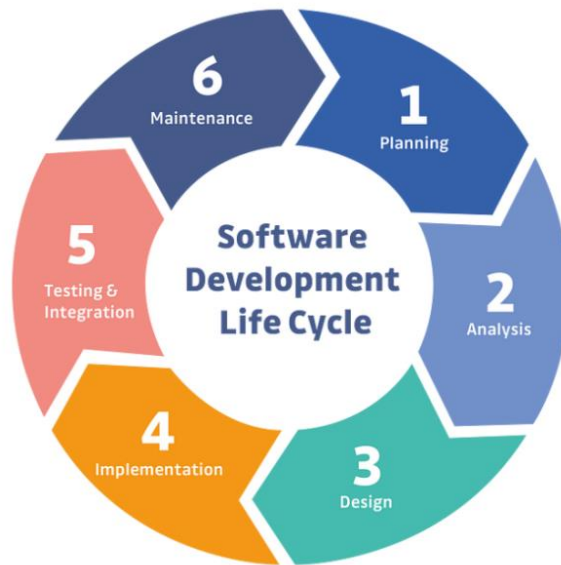 Software
Development
Life Cycle
1
Planning
2
Analysis
3
Design
4
Implementation
5
Testing &
Integration
6
Maintenance